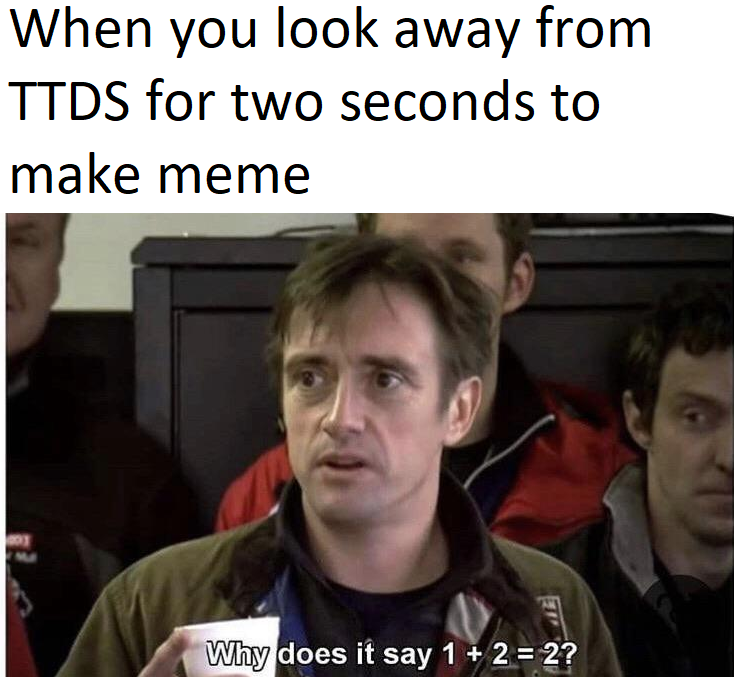 When you look away from
TTDS for two seconds to
make meme
Why does it say 1 + 2 = 2?